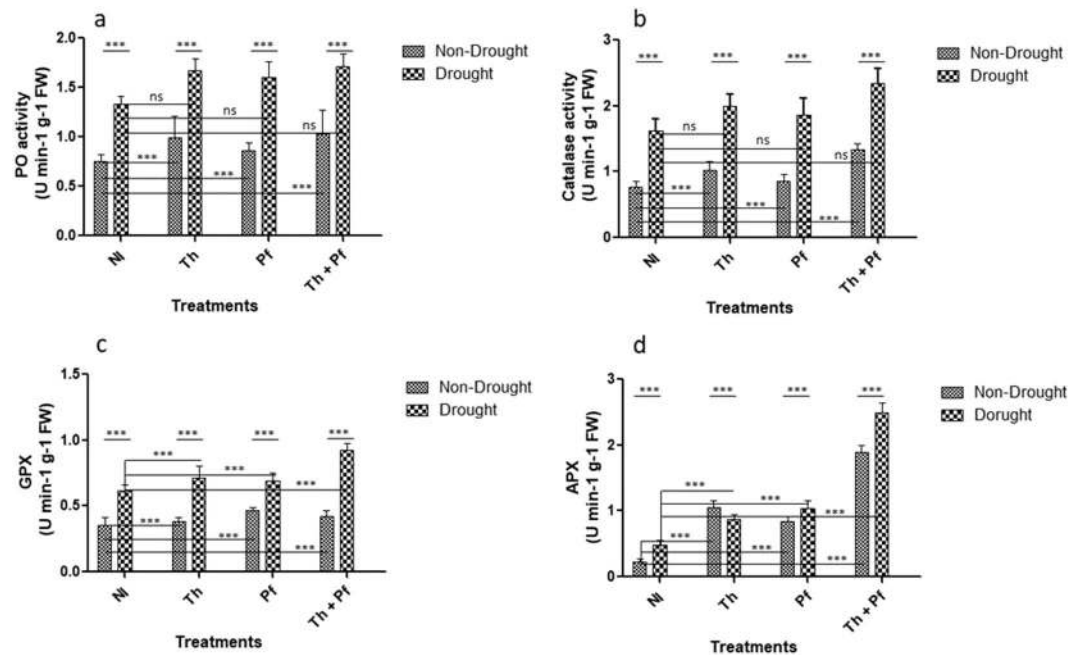 a
PO activity
(U min-1 g-1 FW)
2.0
1.5
1.0
0.5
0.0
*** *** *** ***
ns
ns
ns
***
***
***
NI Th Pf Th + Pf
Treatments
Non-Drought
Drought
b
Catalase activity
(U min-1 g-1 FW)
3
2
1
0
*** *** *** ***
ns
ns
ns
***
***
***
NI Th Pf Th + Pf
Treatments
Non-Drought
Drought
c
GPX
(U min-1 g-1 FW)
1.5
1.0
0.5
0.0
*** *** *** ***
***
***
***
***
***
***
NI Th Pf Th + Pf
Treatments
Non-Drought
Drought
d
APX
(U min-1 g-1 FW)
3
2
1
0
*** *** *** ***
***
***
***
***
***
***
NI Th Pf Th + Pf
Treatments
Non-Drought
Dorught